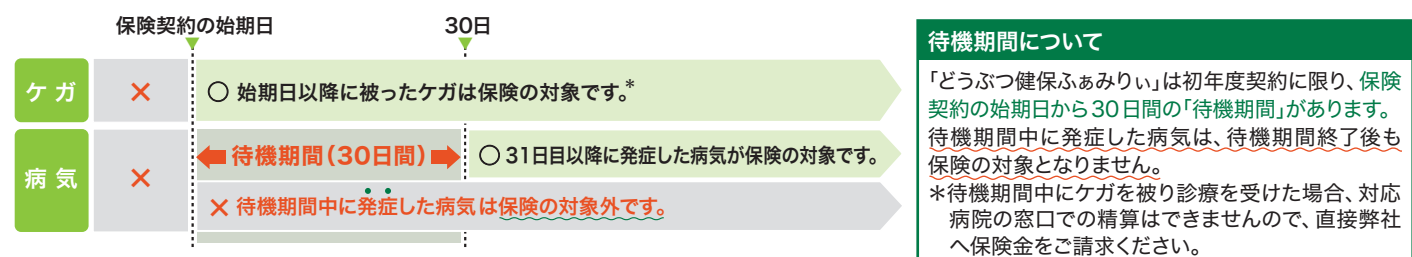 保険契約の始期日
30日
ケガ
×
○ 始期日以降に被ったケガは保険の対象です。*
病気
×
待機期間（30日間）
○ 31日目以降に発症した病気が保険の対象です。
× 待機期間中に発症した病気は保険の対象外です。
待機期間について
「どうぶつ健保ふぁみりぃ」は初年度契約に限り、保険
契約の始期日から30日間の「待機期間」があります。
待機期間中に発症した病気は、待機期間終了後も
保険の対象となりません。
＊待機期間中にケガを被り診療を受けた場合、対応
病院の窓口での精算はできませんので、直接弊社
へ保険金をご請求ください。